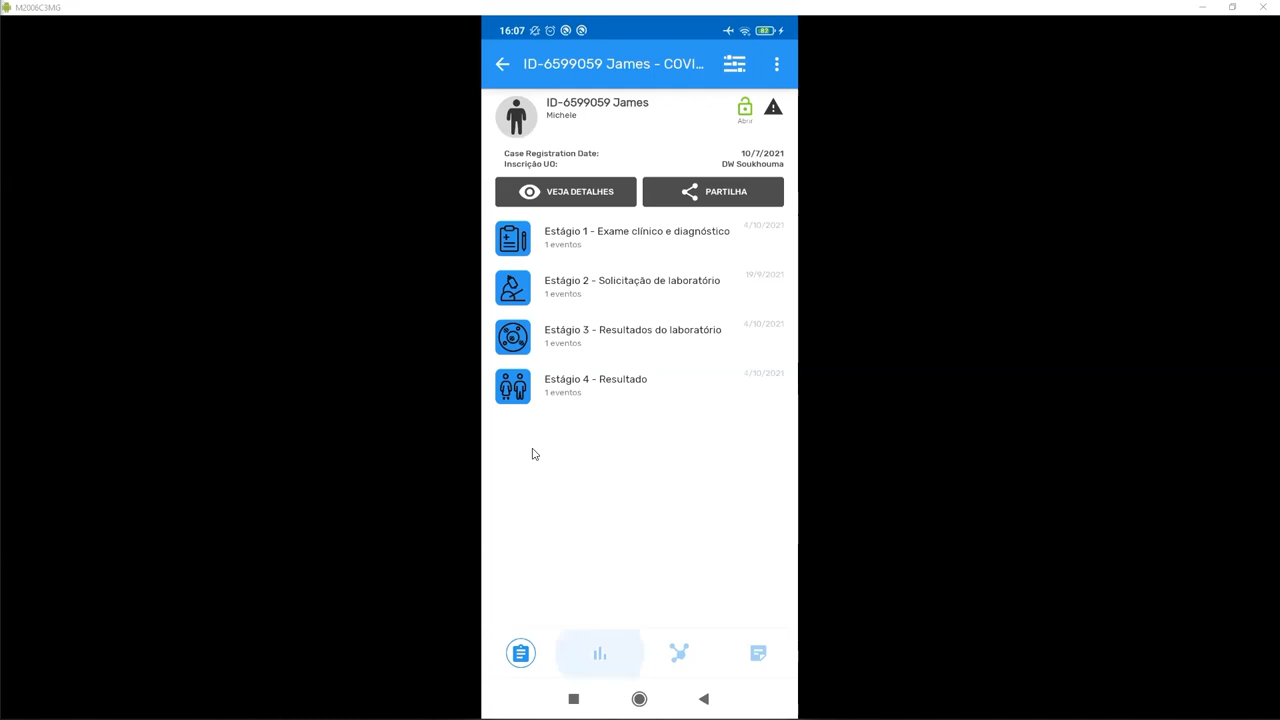 M2006C3MG
16:07
82
ID-6599059 James - COVI...
ID-6599059 James
Michele
Abrir
Case Registration Date: 10/7/2021
Inscrição UO: DW Soukhouma
VEJA DETALHES
PARTILHA
Estágio 1 - Exame clínico e diagnóstico 4/10/2021
1 eventos
Estágio 2 - Solicitação de laboratório 19/9/2021
1 eventos
Estágio 3 - Resultados do laboratório 4/10/2021
1 eventos
Estágio 4 - Resultado 4/10/2021
1 eventos